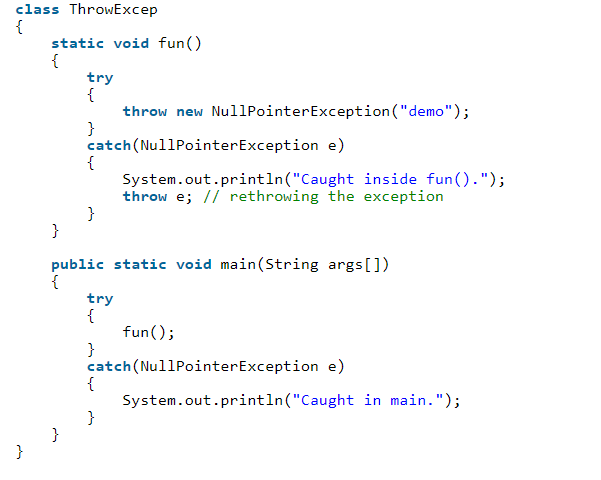 class ThrowExcep
{
    static void fun()
    {
        try
        {
            throw new NullPointerException("demo");
        }
        catch(NullPointerException e)
        {
            System.out.println("Caught inside fun().");
            throw e; // rethrowing the exception
        }
    }

    public static void main(String args[])
    {
        try
        {
            fun();
        }
        catch(NullPointerException e)
        {
            System.out.println("Caught in main.");
        }
    }
}